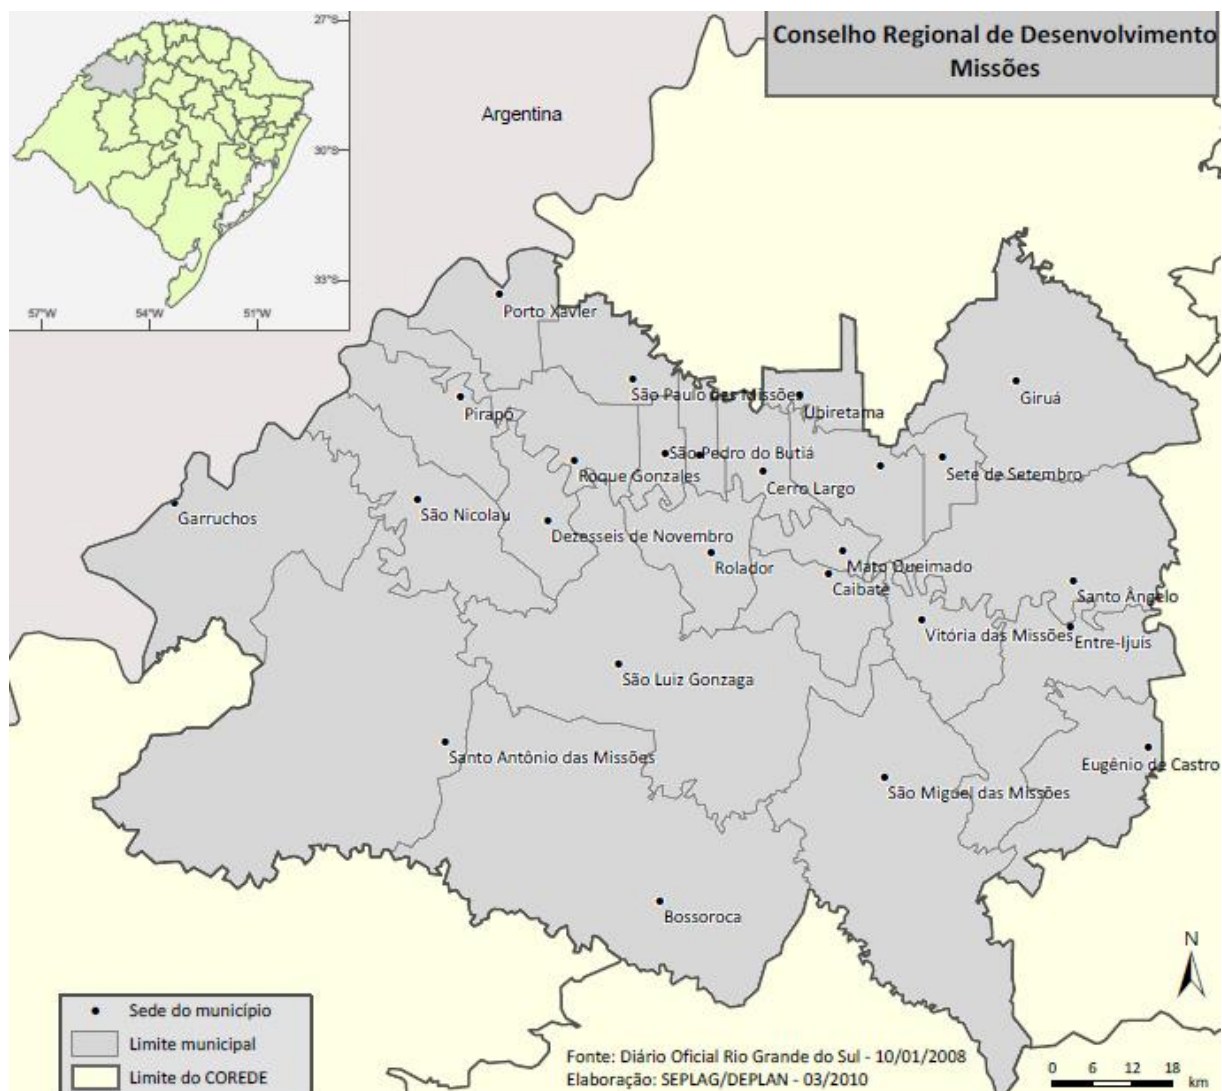 Conselho Regional de Desenvolvimento
Missões
27°S
30°S
33°S
57°W
54°W
51°W
Argentina
Porto Xavier
São Paulo das Missões
Ubiretama
Giruá
Pirapó
São Pedro do Butiá
Roque Gonzales
Cerro Largo
Sete de Setembro
Garruchos
São Nicolau
Dezesseis de Novembro
Rolador
Mato Queimado
Caibaté
Santo Ângelo
Vitória das Missões
Entre-Ijuís
São Luiz Gonzaga
Santo Antônio das Missões
Eugênio de Castro
São Miguel das Missões
Bossoroca
N
Sede do município
Limite municipal
Limite do COREDE
Fonte: Diário Oficial Rio Grande do Sul - 10/01/2008
Elaboração: SEPLAG/DEPLAN - 03/2010
0 6 12 18
km